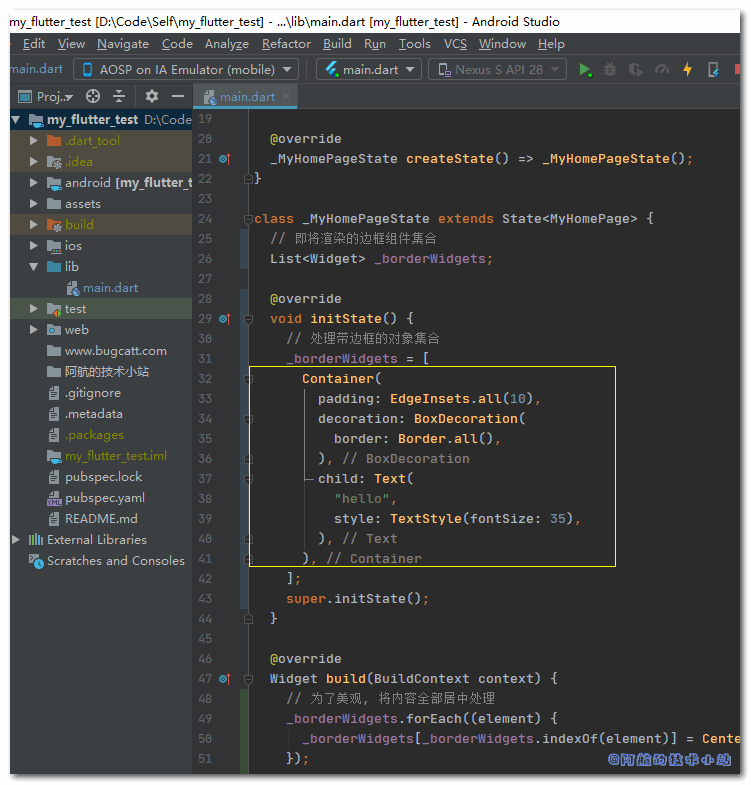 my_flutter_test [D:\Code\Self\my_flutter_test] - ...\lib\main.dart [my_flutter_test] - Android Studio
Edit View Navigate Code Analyze Refactor Build Run Tools VCS Window Help
main.dart AOSP on IA Emulator (mobile) main.dart Nexus S API 28
Proj... main.dart
my_flutter_test D:\Code
.dart_tool
.idea
android [my_flutter_t
assets
build
ios
lib
main.dart
test
web
www.bugcatt.com
阿航的技术小站
.gitignore
.metadata
.packages
my_flutter_test.iml
pubspec.lock
pubspec.yaml
README.md
External Libraries
Scratches and Consoles
19
20 @override
21 _MyHomePageState createState() => _MyHomePageState();
22 }
23
24 class _MyHomePageState extends State<MyHomePage> {
25 // 即将渲染的边框组件集合
26 List<Widget> _borderWidgets;
27
28 @override
29 void initState() {
30 // 处理带边框的对象集合
31 _borderWidgets = [
32 Container(
33 padding: EdgeInsets.all(10),
34 decoration: BoxDecoration(
35 border: Border.all(),
36 ), // BoxDecoration
37 child: Text(
38 "hello",
39 style: TextStyle(fontSize: 35),
40 ), // Text
41 ), // Container
42 ];
43 super.initState();
44 }
45
46 @override
47 Widget build(BuildContext context) {
48 // 为了美观, 将内容全部居中处理
49 _borderWidgets.forEach((element) {
50 _borderWidgets[_borderWidgets.indexOf(element)] = Cente
51 });
@阿航的技术小站